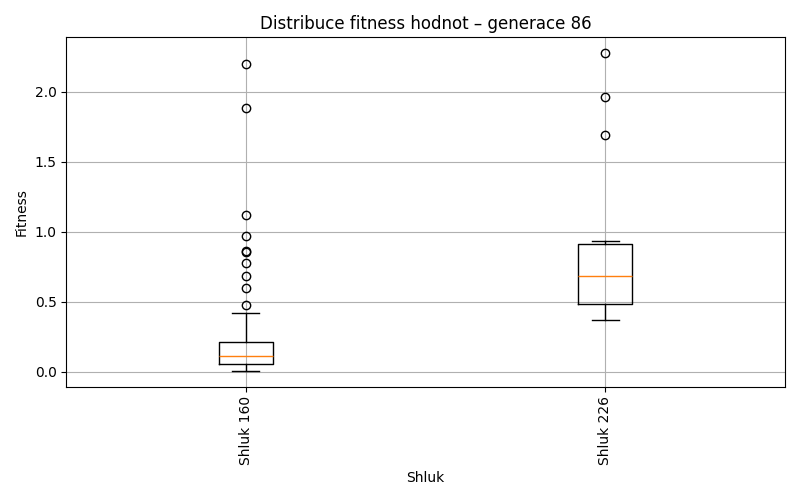 Distribuce fitness hodnot – generace 86
Fitness
2.0
1.5
1.0
0.5
0.0
Shluk 160
Shluk 226
Shluk